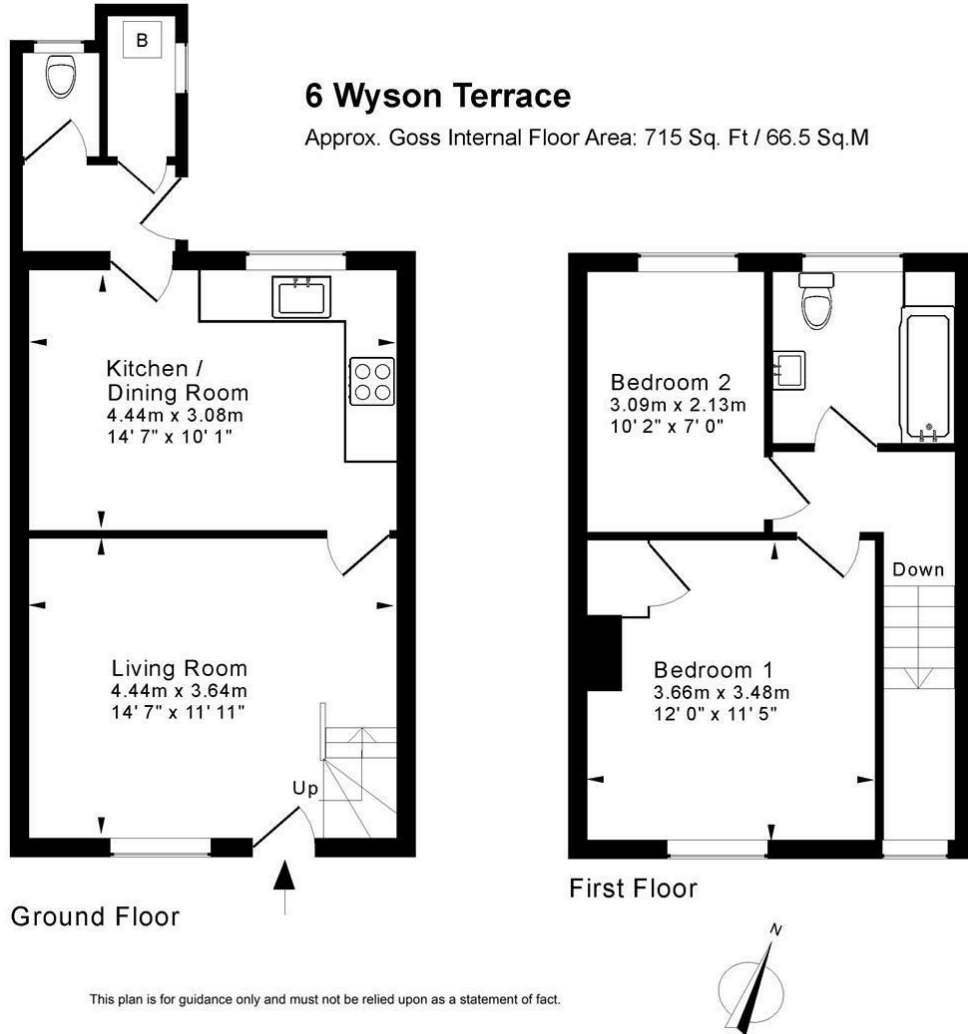 B
6 Wyson Terrace
Approx. Goss Internal Floor Area: 715 Sq. Ft / 66.5 Sq.M
Kitchen /
Dining Room
4.44m x 3.08m
14' 7" x 10' 1"
Living Room
4.44m x 3.64m
14' 7" x 11' 11"
Up
Ground Floor
Bedroom 2
3.09m x 2.13m
10' 2" x 7' 0"
Down
Bedroom 1
3.66m x 3.48m
12' 0" x 11' 5"
First Floor
N
This plan is for guidance only and must not be relied upon as a statement of fact.